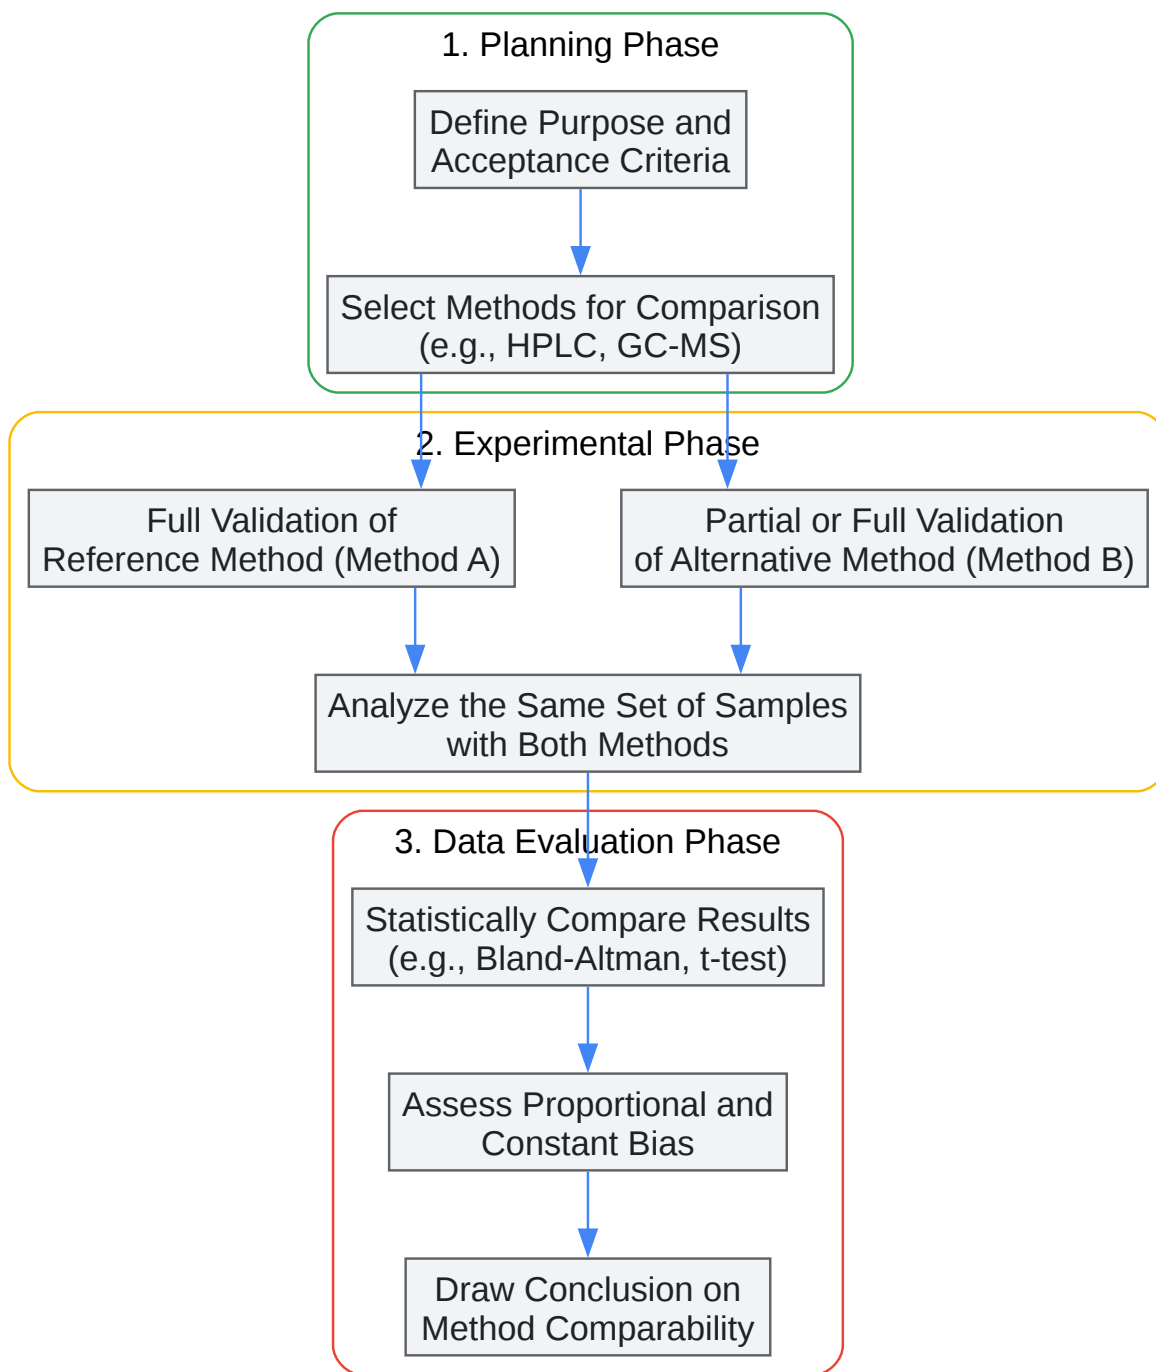 1. Planning Phase
Define Purpose and
Acceptance Criteria
Select Methods for Comparison
(e.g., HPLC, GC-MS)
2. Experimental Phase
Full Validation of
Reference Method (Method A)
Partial or Full Validation
of Alternative Method (Method B)
Analyze the Same Set of Samples
with Both Methods
3. Data Evaluation Phase
Statistically Compare Results
(e.g., Bland-Altman, t-test)
Assess Proportional and
Constant Bias
Draw Conclusion on
Method Comparability